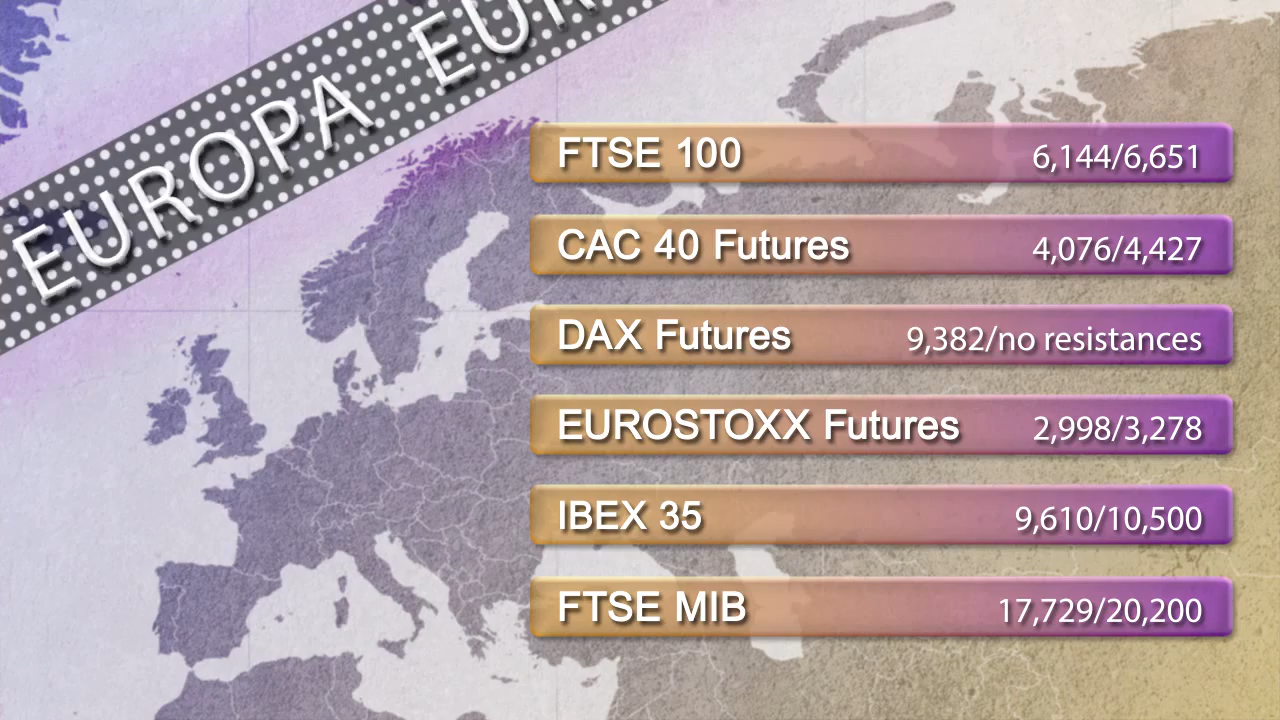 EUROPA EUR
FTSE 100 6,144/6,651
CAC 40 Futures 4,076/4,427
DAX Futures 9,382/no resistances
EUROSTOXX Futures 2,998/3,278
IBEX 35 9,610/10,500
FTSE MIB 17,729/20,200